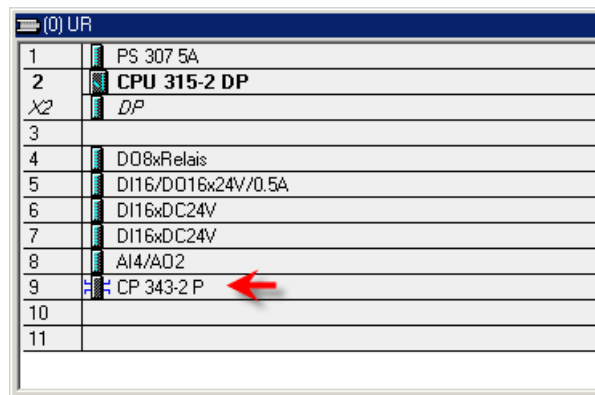 (0) UR
1 PS 307 5A
2 CPU 315-2 DP
X2 DP
3
4 DO8xRelais
5 DI16/DO16x24V/0.5A
6 DI16xDC24V
7 DI16xDC24V
8 AI4/AO2
9 CP 343-2 P
10
11